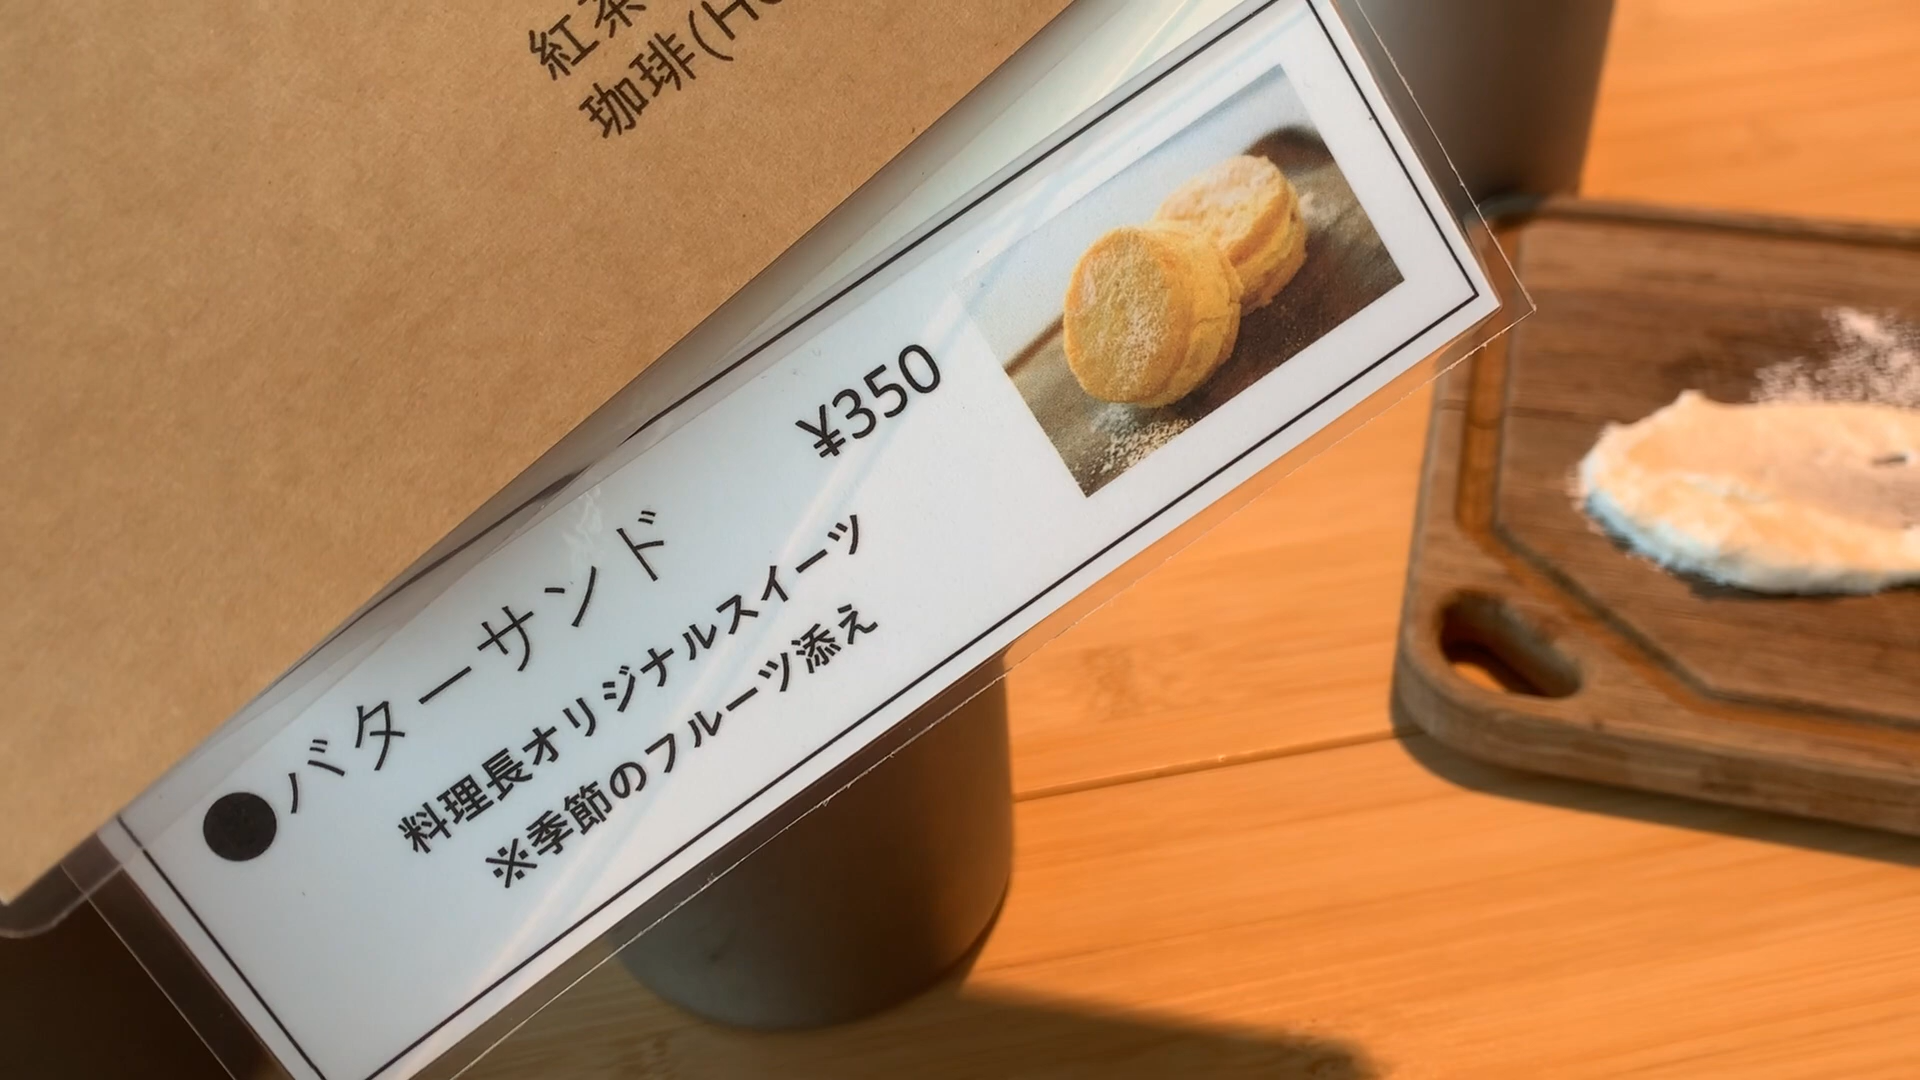 紅茶
珈琲(H
●バターサンド ¥350
料理長オリジナルスイーツ
※季節のフルーツ添え